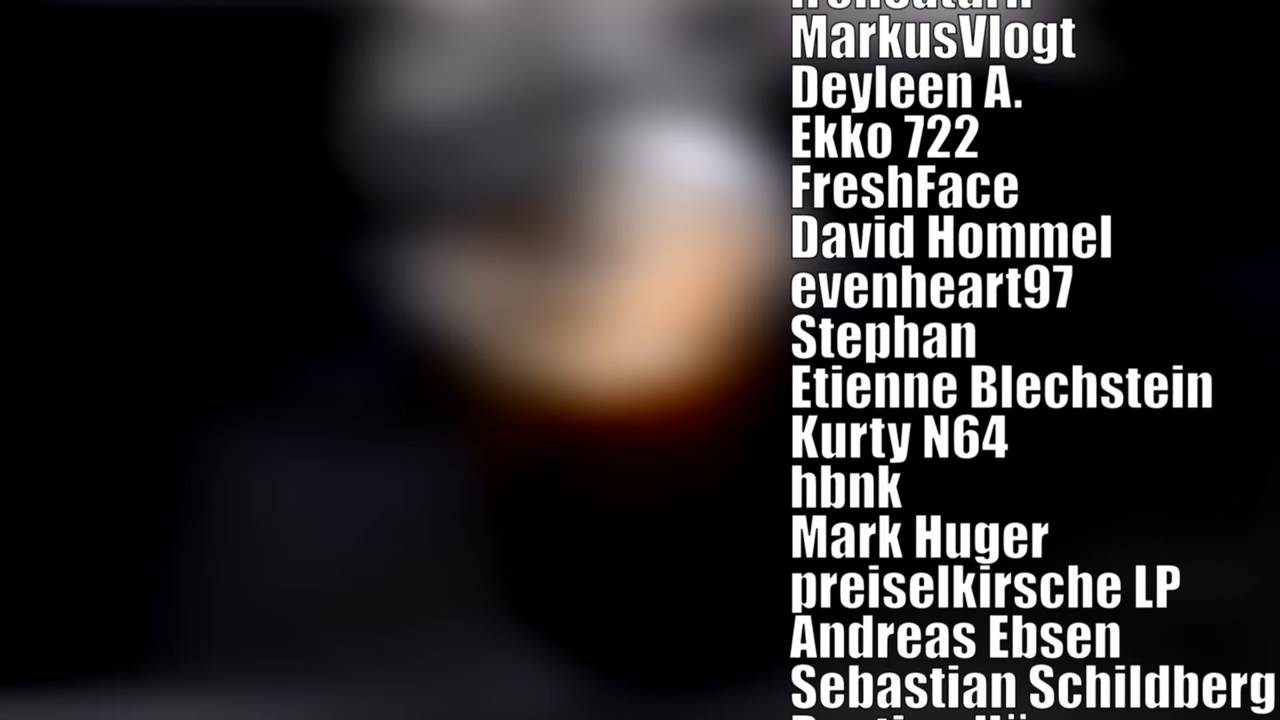 MarkusVlogt
Deyleen A.
Ekko 722
FreshFace
David Hommel
evenheart97
Stephan
Etienne Blechstein
Kurty N64
hbnk
Mark Huger
preiselkirsche LP
Andreas Ebsen
Sebastian Schildberg